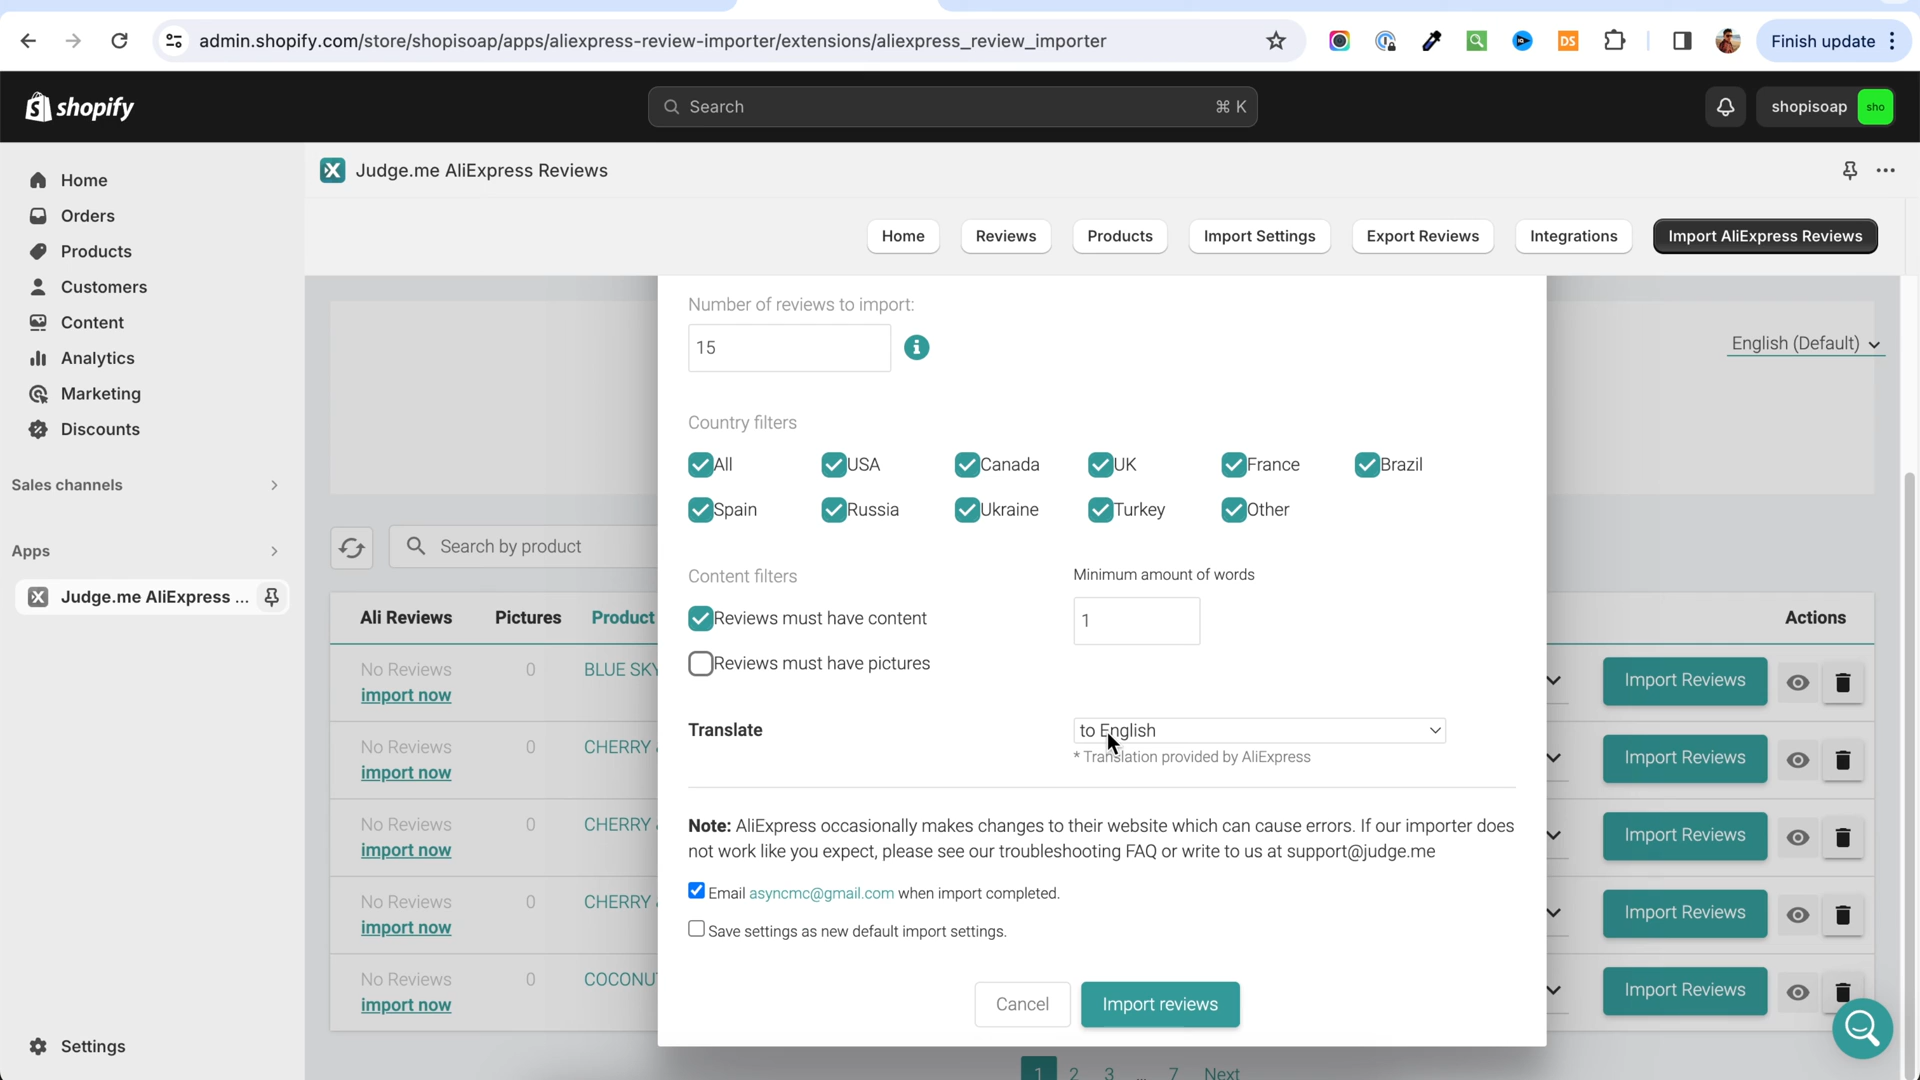 admin.shopify.com/store/shopisoap/apps/aliexpress-review-importer/extensions/aliexpress_review_importer
DS
Finish update
shopify
Search
⌘ K
shopisoap
sho
Home
Orders
Products
Customers
Content
Analytics
Marketing
Discounts
Sales channels
Apps
Judge.me AliExpress ...
Settings
Judge.me AliExpress Reviews
Home
Reviews
Products
Import Settings
Export Reviews
Integrations
Import AliExpress Reviews
English (Default)
Search by product
Ali Reviews
Pictures
Product
Actions
No Reviews
import now
0
BLUE SKY
Import Reviews
No Reviews
import now
0
CHERRY
Import Reviews
No Reviews
import now
0
CHERRY
Import Reviews
No Reviews
import now
0
CHERRY
Import Reviews
No Reviews
import now
0
COCONU
Import Reviews
1 2 3 ... 7 Next
Number of reviews to import:
15
Country filters
All USA Canada UK France Brazil
Spain Russia Ukraine Turkey Other
Content filters
Minimum amount of words
Reviews must have content
1
Reviews must have pictures
Translate
to English
* Translation provided by AliExpress
Note: AliExpress occasionally makes changes to their website which can cause errors. If our importer does
not work like you expect, please see our troubleshooting FAQ or write to us at support@judge.me
Email asyncmc@gmail.com when import completed.
Save settings as new default import settings.
Cancel
Import reviews